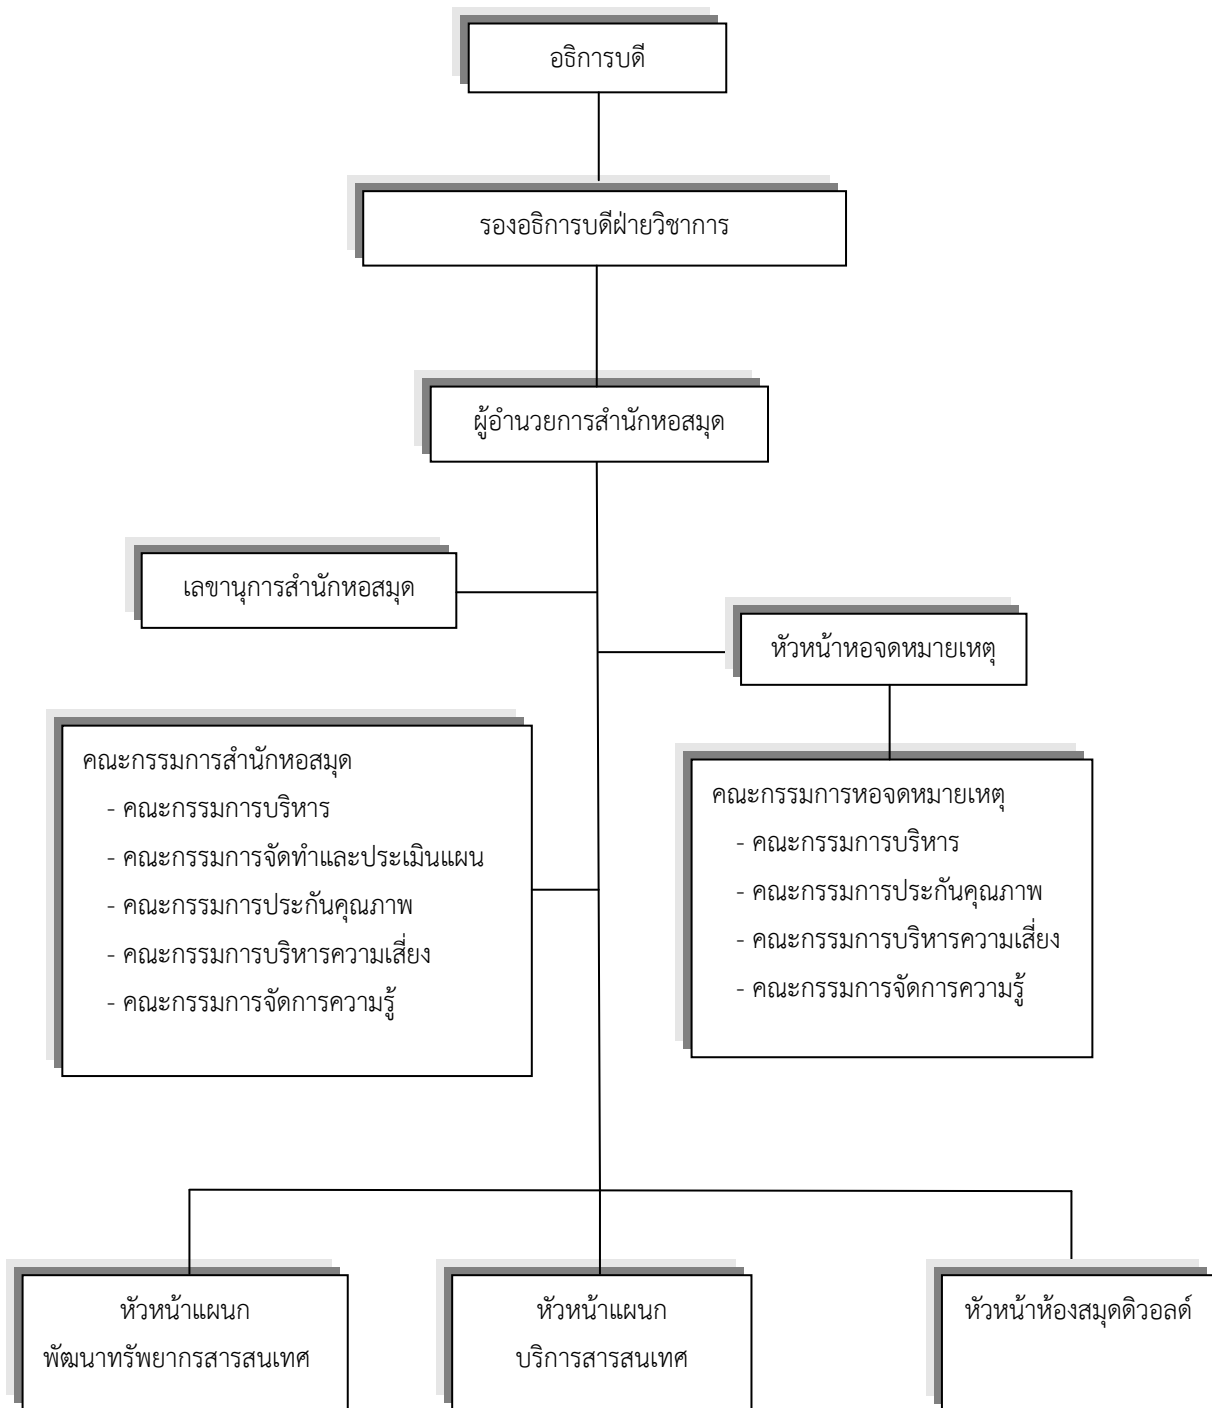 อธิการบดี
รองอธิการบดีฝ่ายวิชาการ
ผู้อำนวยการสำนักหอสมุด
เลขานุการสำนักหอสมุด
หัวหน้าหอจดหมายเหตุ
คณะกรรมการสำนักหอสมุด
- คณะกรรมการบริหาร
- คณะกรรมการจัดทำและประเมินแผน
- คณะกรรมการประกันคุณภาพ
- คณะกรรมการบริหารความเสี่ยง
- คณะกรรมการจัดการความรู้
คณะกรรมการหอจดหมายเหตุ
- คณะกรรมการบริหาร
- คณะกรรมการประกันคุณภาพ
- คณะกรรมการบริหารความเสี่ยง
- คณะกรรมการจัดการความรู้
หัวหน้าแผนก
พัฒนาทรัพยากรสารสนเทศ
หัวหน้าแผนก
บริการสารสนเทศ
หัวหน้าห้องสมุดดิวอลด์